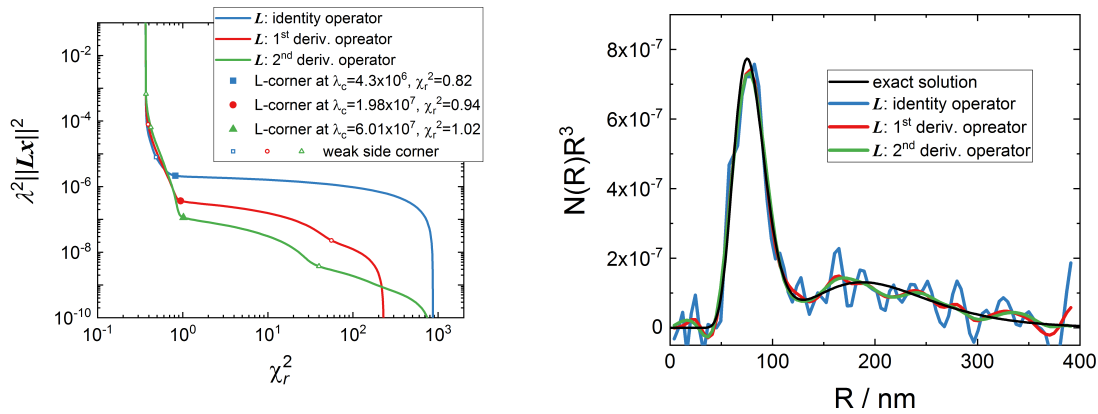 L: identity operator
L: 1st deriv. opreator
L: 2nd deriv. operator
L-corner at λc=4.3x10^6, χr^2=0.82
L-corner at λc=1.98x10^7, χr^2=0.94
L-corner at λc=6.01x10^7, χr^2=1.02
weak side corner
10^-2
10^-4
10^-6
10^-8
10^-10
λ^2||Lx||^2
10^-1
10^0
10^1
10^2
10^3
χr^2
exact solution
L: identity operator
L: 1st deriv. opreator
L: 2nd deriv. operator
8x10^-7
6x10^-7
4x10^-7
2x10^-7
0
N(R)R^3
0
100
200
300
400
R / nm